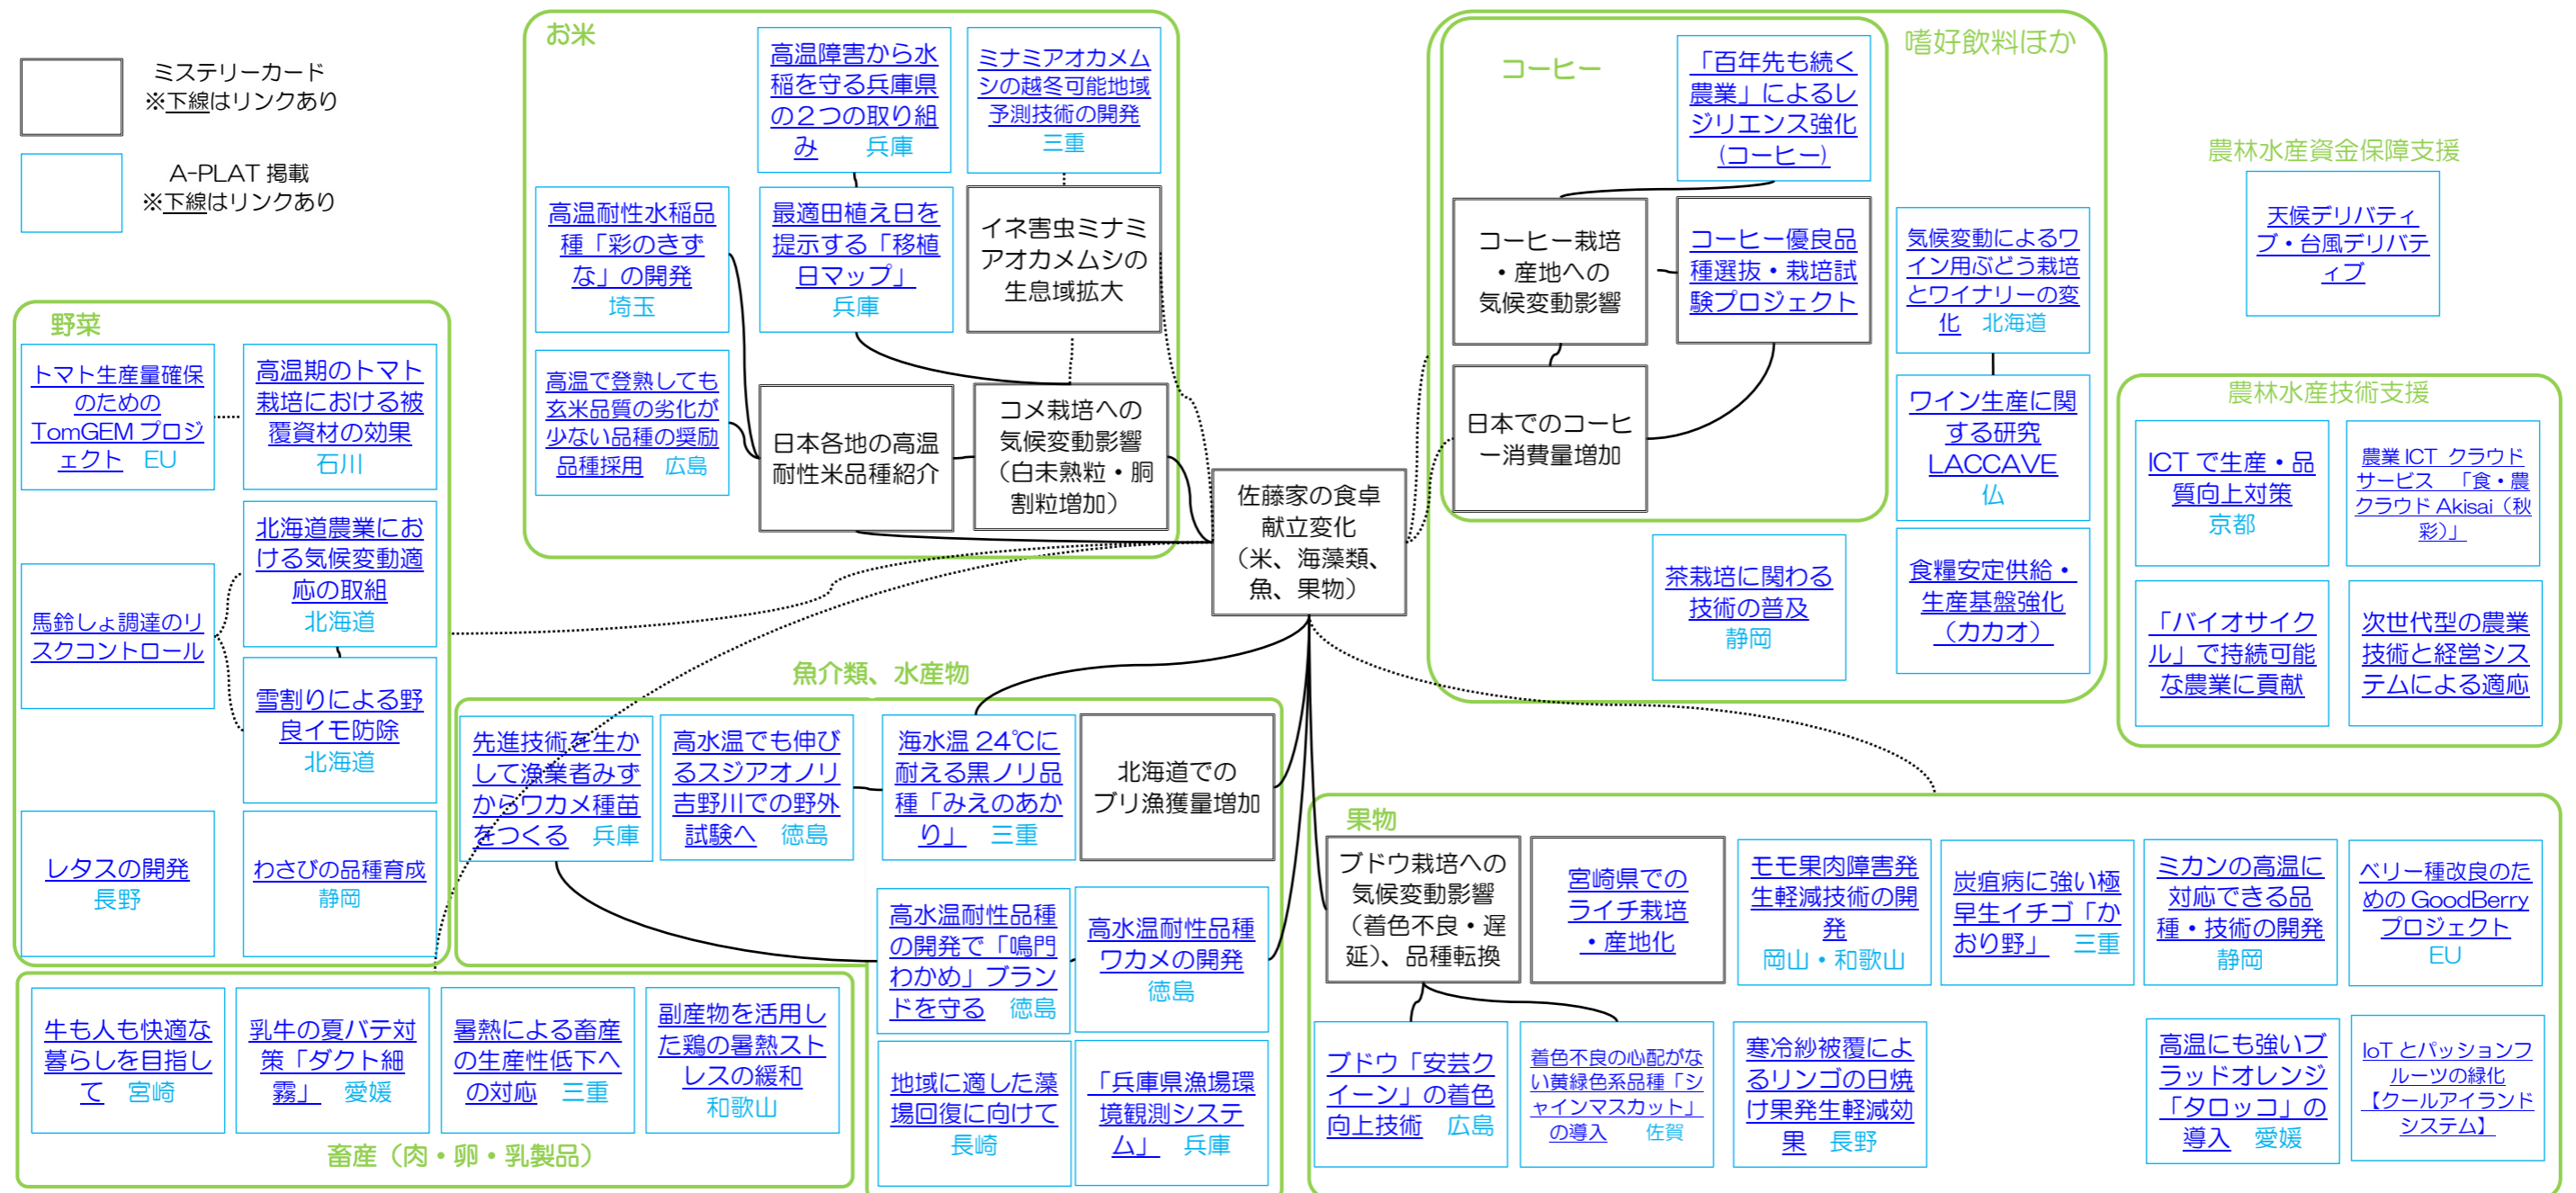 ミステリーカード
※下線はリンクあり
A-PLAT 掲載
※下線はリンクあり
お米
高温障害から水
稲を守る兵庫県
の２つの取り組
み　兵庫
ミナミアオカメム
シの越冬可能地域
予測技術の開発
三重
高温耐性水稲品
種「彩のきず
な」の開発
埼玉
最適田植え日を
提示する「移植
日マップ」
兵庫
イネ害虫ミナミ
アオカメムシの
生息域拡大
高温で登熟しても
玄米品質の劣化が
少ない品種の奨励
品種採用　広島
日本各地の高温
耐性米品種紹介
コメ栽培への
気候変動影響
（白未熟粒・胴
割粒増加）
嗜好飲料ほか
コーヒー
「百年先も続く
農業」によるレ
ジリエンス強化
(コーヒー)
コーヒー栽培
・産地への
気候変動影響
コーヒー優良品
種選抜・栽培試
験プロジェクト
日本でのコーヒ
ー消費量増加
気候変動によるワ
イン用ぶどう栽培
とワイナリーの変
化　北海道
ワイン生産に関
する研究
LACCAVE
仏
茶栽培に関わる
技術の普及
静岡
食糧安定供給・
生産基盤強化
（カカオ）
農林水産資金保障支援
天候デリバティ
ブ・台風デリバテ
ィブ
農林水産技術支援
ICT で生産・品
質向上対策
京都
農業 ICT クラウド
サービス　「食・農
クラウド Akisai（秋
彩）」
「バイオサイク
ル」で持続可能
な農業に貢献
次世代型の農業
技術と経営シス
テムによる適応
野菜
トマト生産量確保
のための
TomGEM プロジ
ェクト　EU
高温期のトマト
栽培における被
覆資材の効果
石川
北海道農業にお
ける気候変動適
応の取組
北海道
馬鈴しょ調達のリ
スクコントロール
雪割りによる野
良イモ防除
北海道
レタスの開発
長野
わさびの品種育成
静岡
佐藤家の食卓
献立変化
（米、海藻類、
魚、果物）
魚介類、水産物
先進技術を生か
して漁業者みず
からワカメ種苗
をつくる　兵庫
高水温でも伸び
るスジアオノリ
吉野川での野外
試験へ　徳島
海水温 24℃に
耐える黒ノリ品
種「みえのあか
り」　三重
北海道での
ブリ漁獲量増加
高水温耐性品種
の開発で「鳴門
わかめ」ブラン
ドを守る　徳島
高水温耐性品種
ワカメの開発
徳島
地域に適した藻
場回復に向けて
長崎
「兵庫県漁場環
境観測システ
ム」　兵庫
牛も人も快適な
暮らしを目指し
て　宮崎
乳牛の夏バテ対
策「ダクト細
霧」　愛媛
暑熱による畜産
の生産性低下へ
の対応　三重
副産物を活用し
た鶏の暑熱スト
レスの緩和
和歌山
畜産（肉・卵・乳製品）
果物
ブドウ栽培への
気候変動影響
（着色不良・遅
延）、品種転換
宮崎県での
ライチ栽培
・産地化
モモ果肉障害発
生軽減技術の開
発
岡山・和歌山
炭疽病に強い極
早生イチゴ「か
おり野」　三重
ミカンの高温に
対応できる品
種・技術の開発
静岡
ベリー種改良のた
めの GoodBerry
プロジェクト
EU
ブドウ「安芸ク
イーン」の着色
向上技術　広島
着色不良の心配がな
い黄緑色系品種「シ
ャインマスカット」
の導入　佐賀
寒冷紗被覆によ
るリンゴの日焼
け果発生軽減効
果　長野
高温にも強いブ
ラッドオレンジ
「タロッコ」の
導入　愛媛
IoT とパッションフ
ルーツの緑化
【クールアイランド
システム】